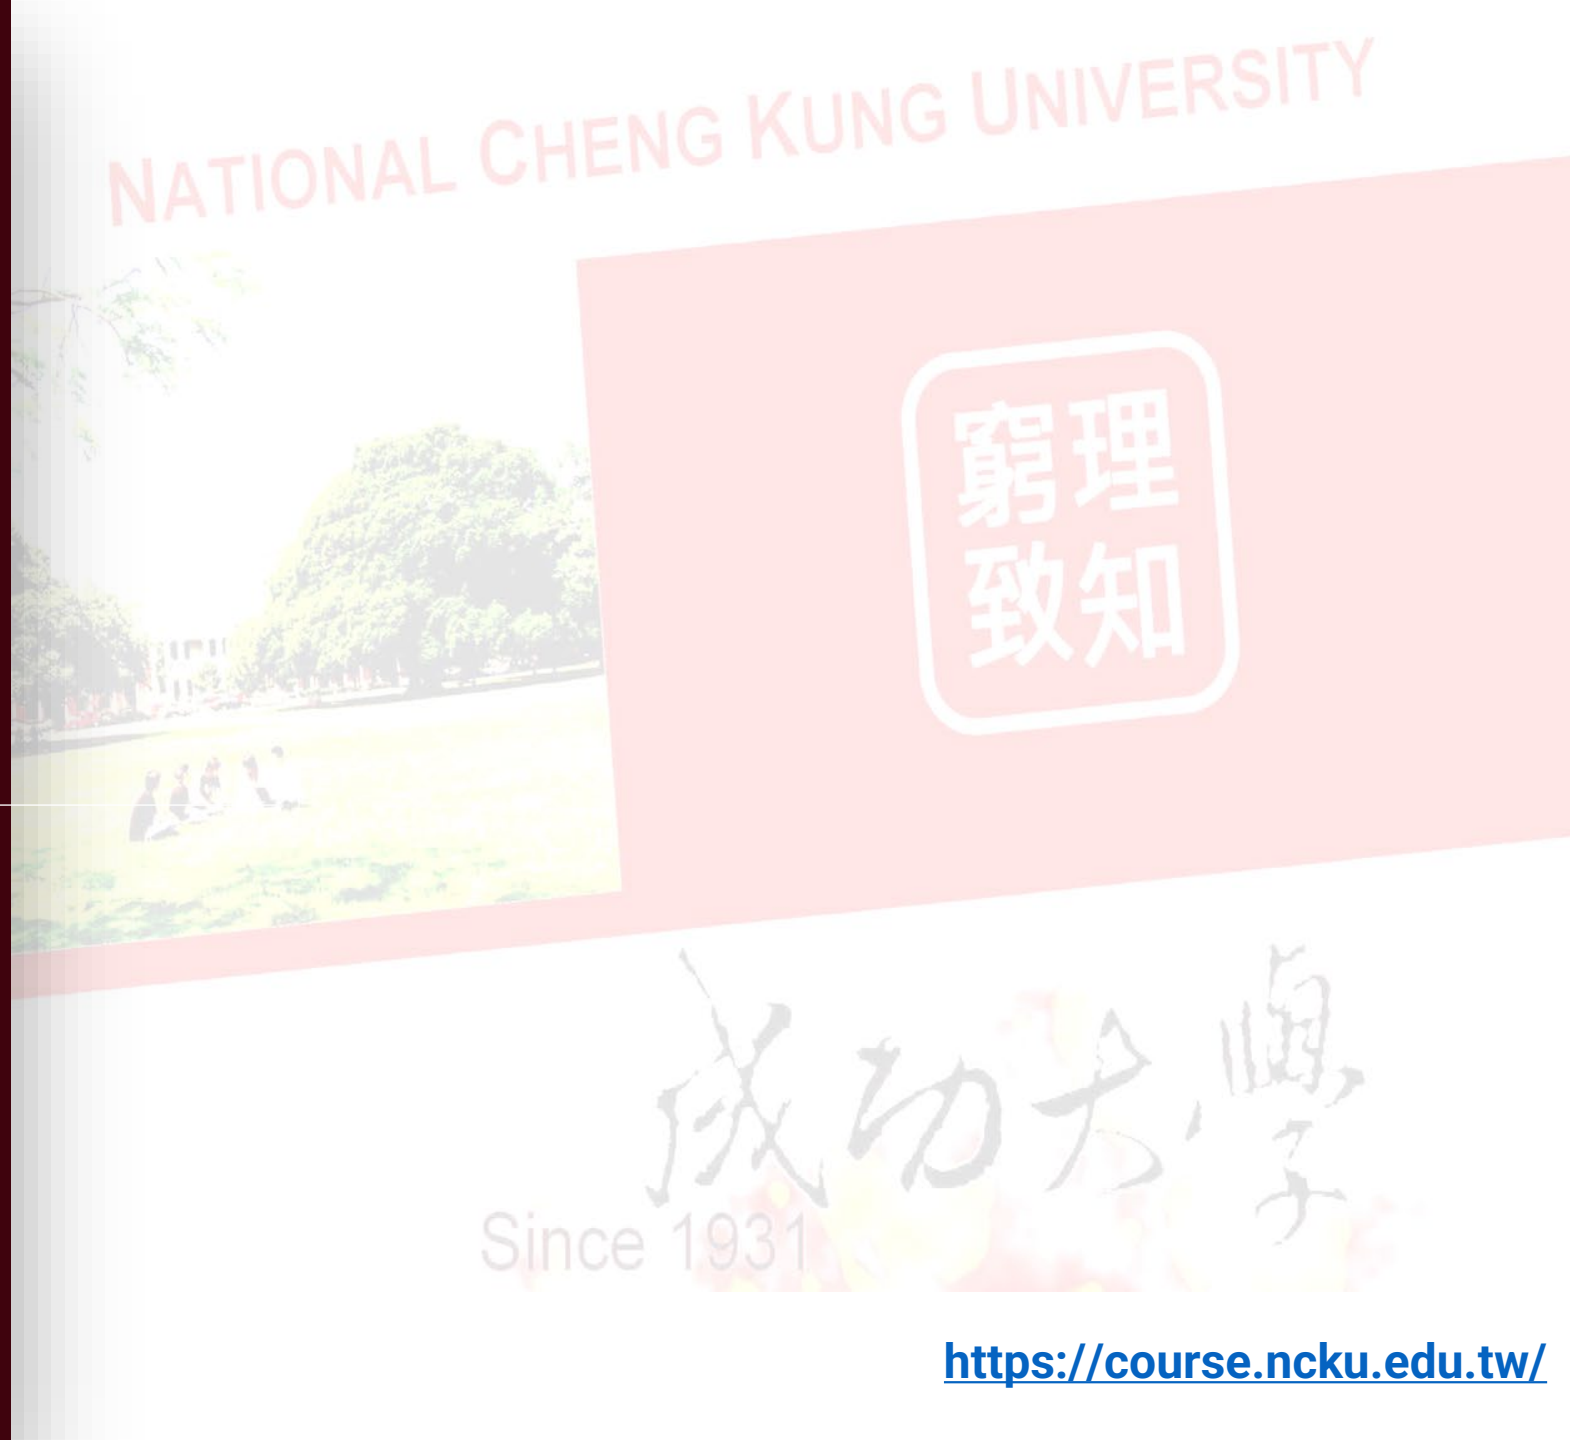 NATIONAL CHENG KUNG UNIVERSITY
窮理
致知
成功大學
Since 1931
https://course.ncku.edu.tw/